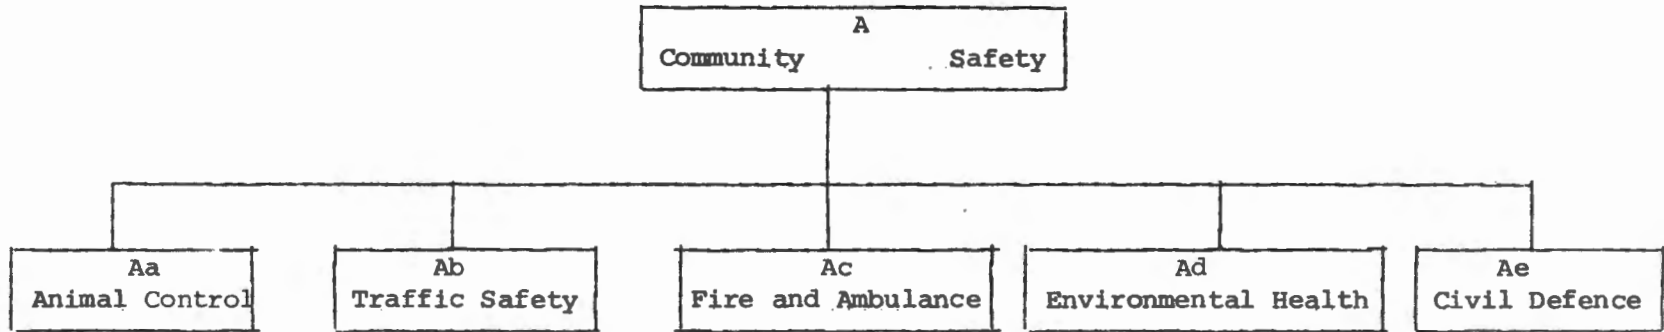 A
Community Safety
Aa
Animal Control
Ab
Traffic Safety
Ac
Fire and Ambulance
Ad
Environmental Health
Ae
Civil Defence